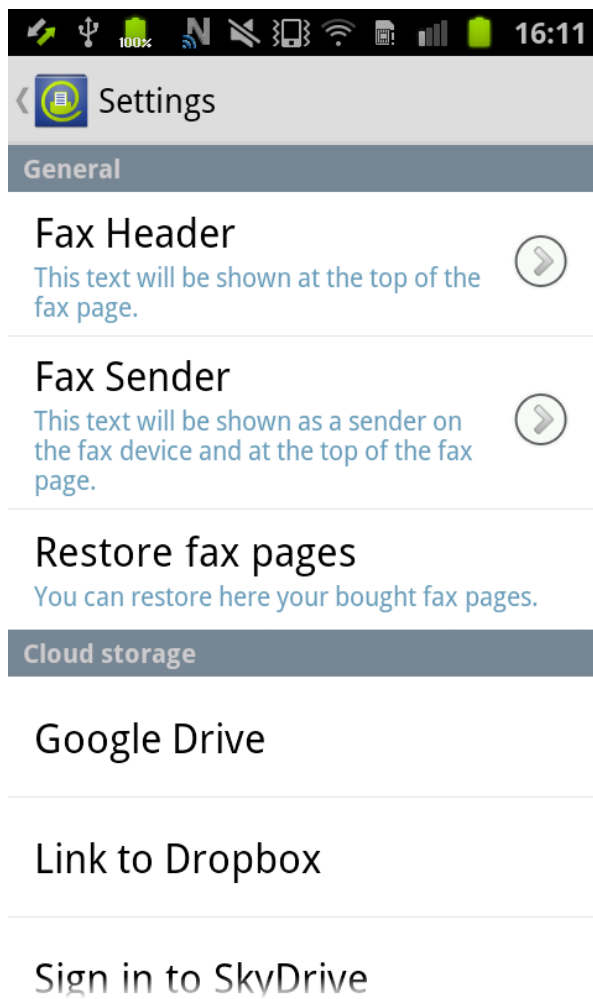 100%
N
16:11
Settings
General
Fax Header
This text will be shown at the top of the
fax page.
Fax Sender
This text will be shown as a sender on
the fax device and at the top of the fax
page.
Restore fax pages
You can restore here your bought fax pages.
Cloud storage
Google Drive
Link to Dropbox
Sign in to SkyDrive